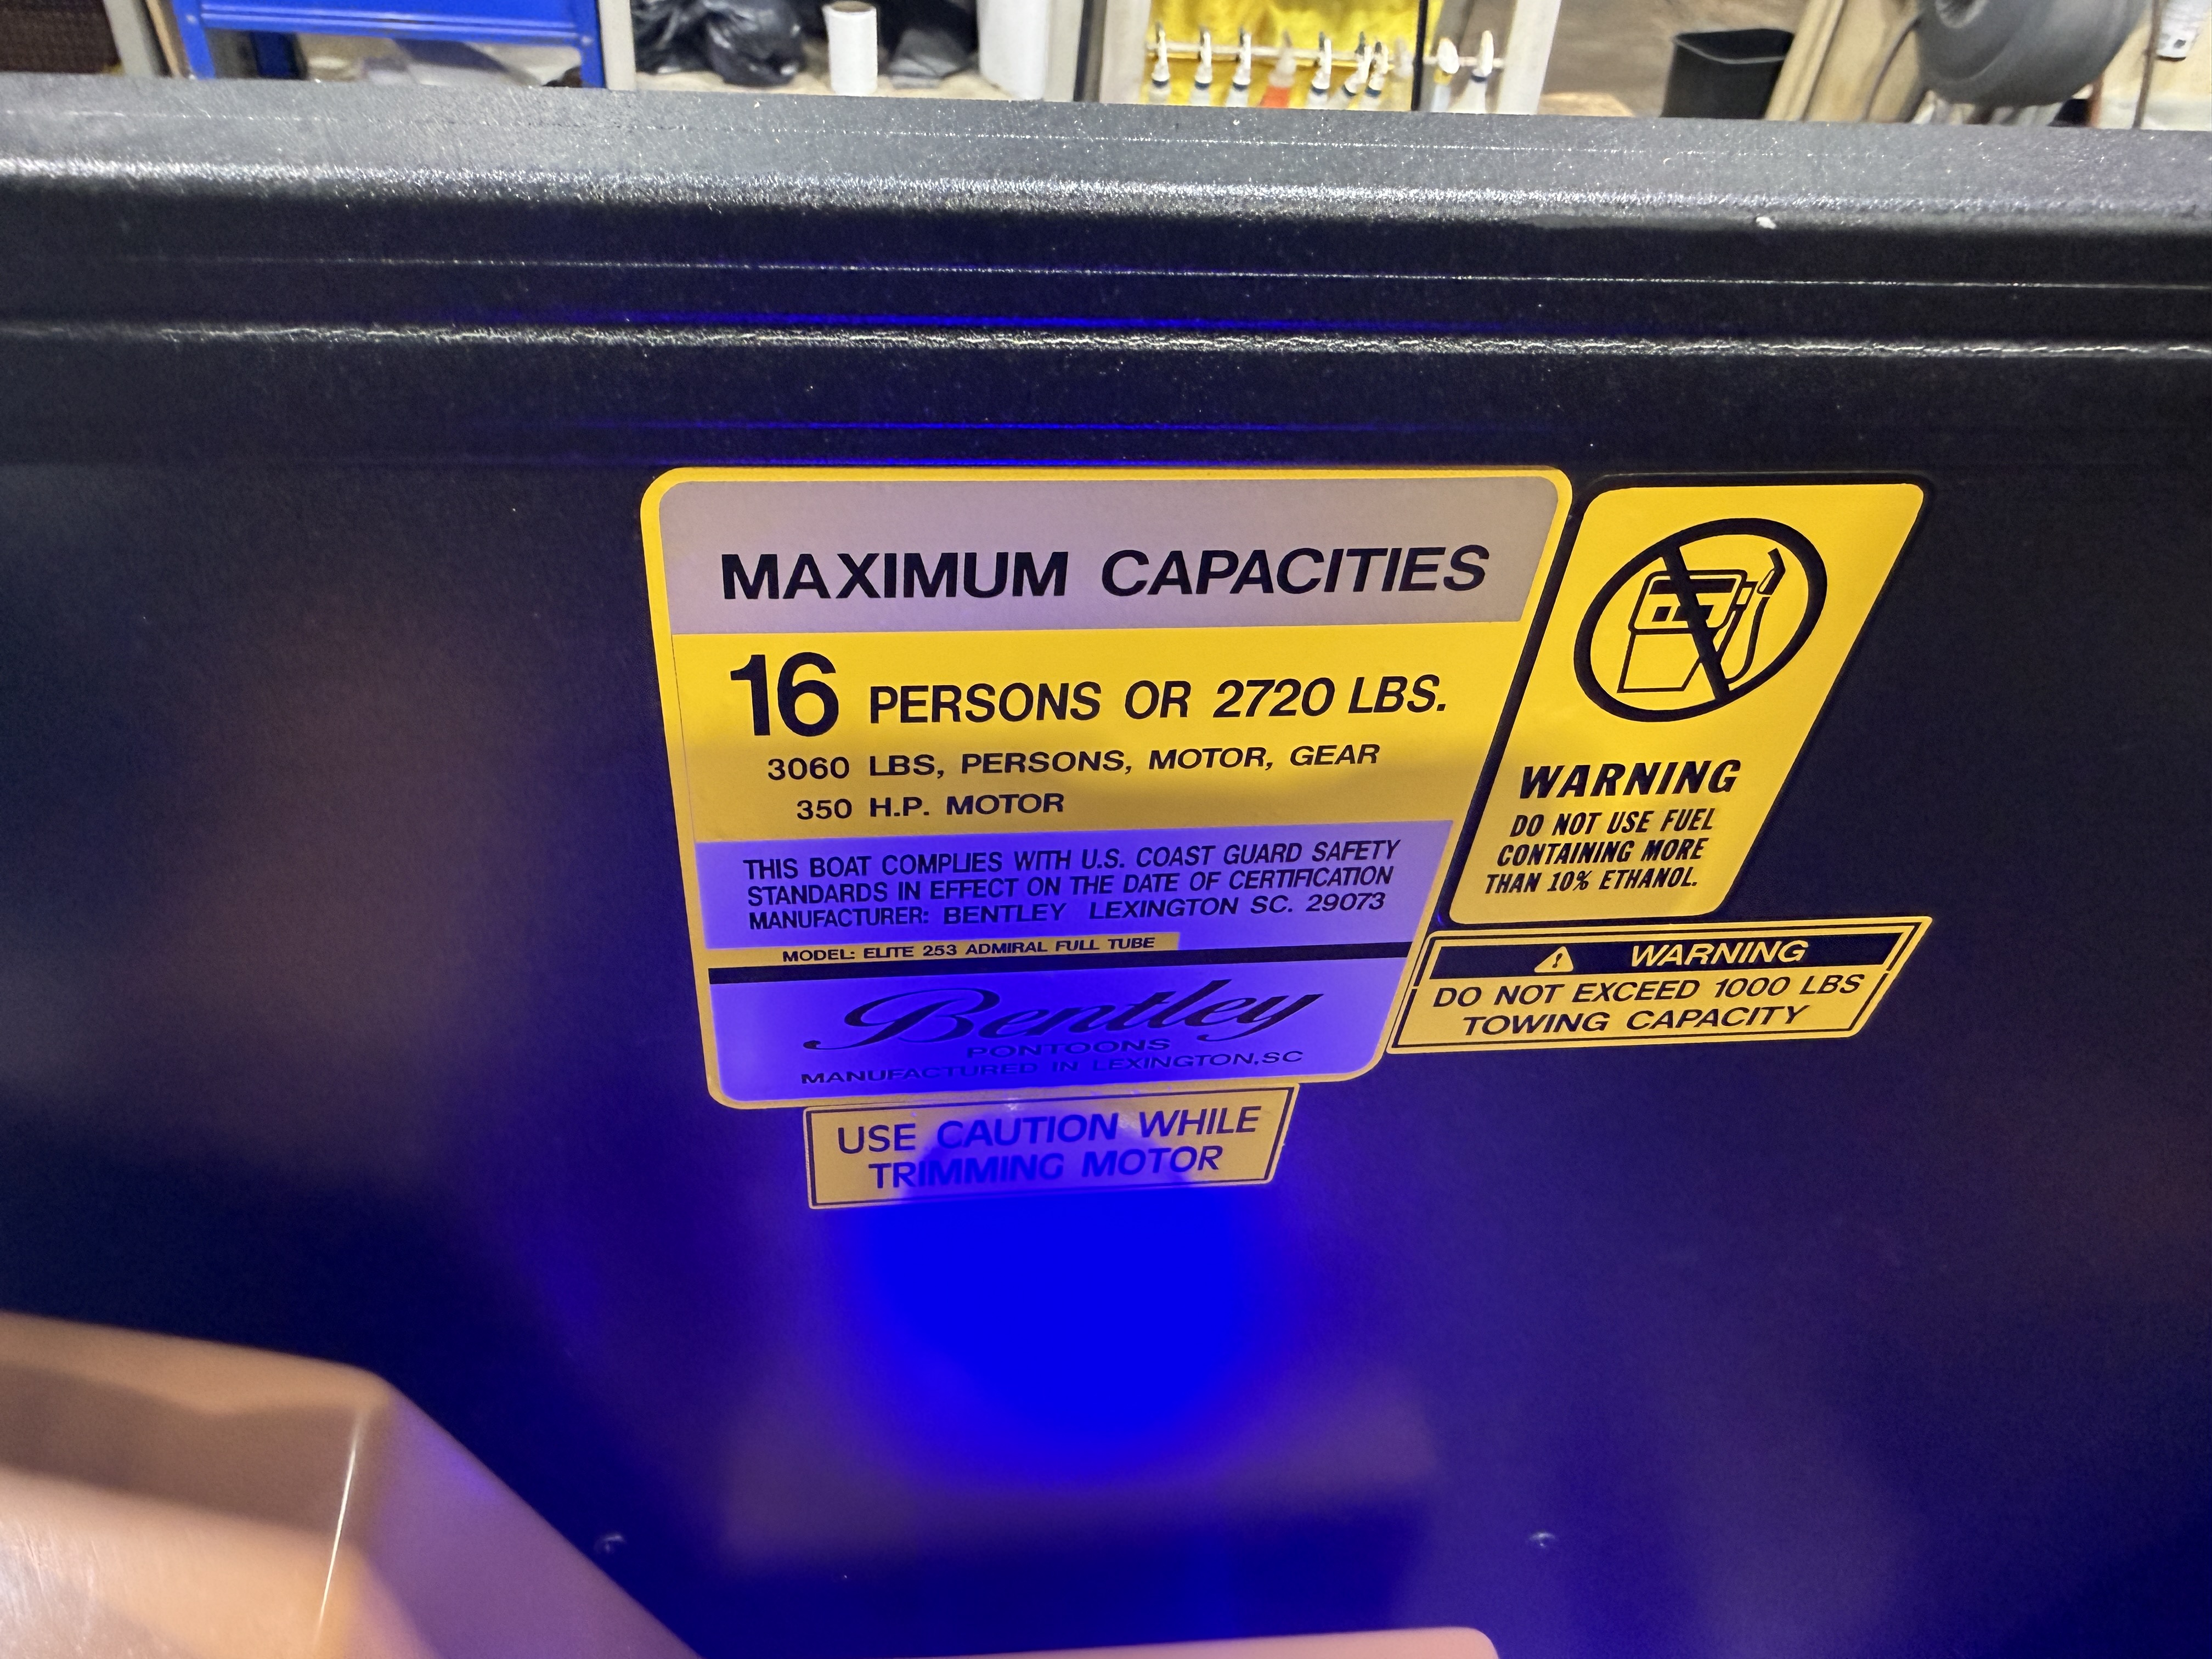 MAXIMUM CAPACITIES
16 PERSONS OR 2720 LBS.
3060 LBS, PERSONS, MOTOR, GEAR
350 H.P. MOTOR
THIS BOAT COMPLIES WITH U.S. COAST GUARD SAFETY
STANDARDS IN EFFECT ON THE DATE OF CERTIFICATION
MANUFACTURER: BENTLEY LEXINGTON SC. 29073
MODEL: ELITE 253 ADMIRAL FULL TUBE
Bentley
PONTOONS
MANUFACTURED IN LEXINGTON,SC
USE CAUTION WHILE
TRIMMING MOTOR
WARNING
DO NOT USE FUEL
CONTAINING MORE
THAN 10% ETHANOL.
WARNING
DO NOT EXCEED 1000 LBS
TOWING CAPACITY